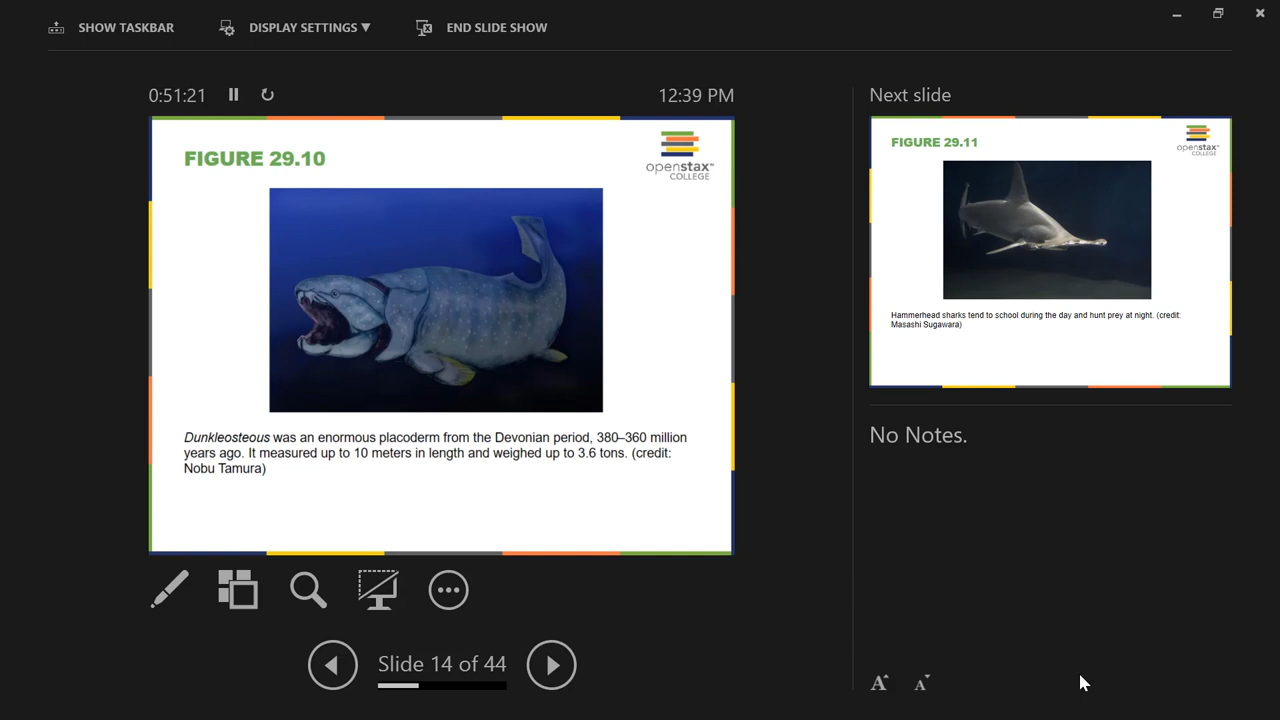 SHOW TASKBAR
DISPLAY SETTINGS ▼
END SLIDE SHOW
0:51:21
12:39 PM
FIGURE 29.10
openstax™
COLLEGE
Dunkleosteous was an enormous placoderm from the Devonian period, 380–360 million
years ago. It measured up to 10 meters in length and weighed up to 3.6 tons. (credit:
Nobu Tamura)
Slide 14 of 44
Next slide
FIGURE 29.11
openstax™
COLLEGE
Hammerhead sharks tend to school during the day and hunt prey at night. (credit:
Masashi Sugawara)
No Notes.
A A